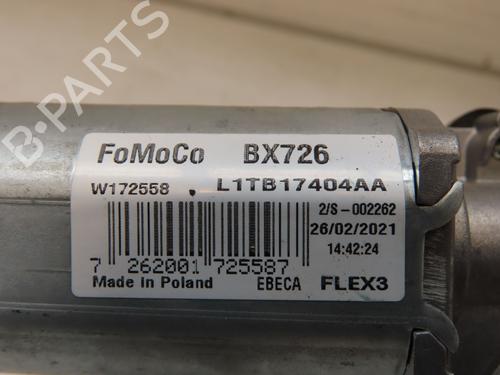 B-PARTS
FoMoCo BX726
W172558 L1TB17404AA
2/S-002262
26/02/2021
14:42:24
7 262001 725587
Made in Poland EBECA FLEX3